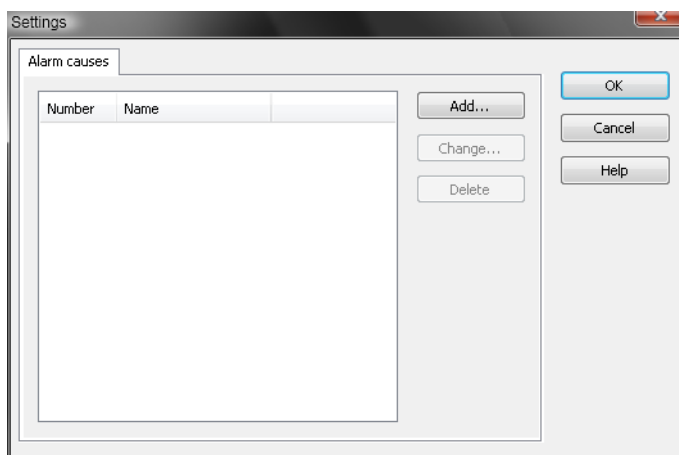 Settings
Alarm causes
Number Name
Add...
Change...
Delete
OK
Cancel
Help